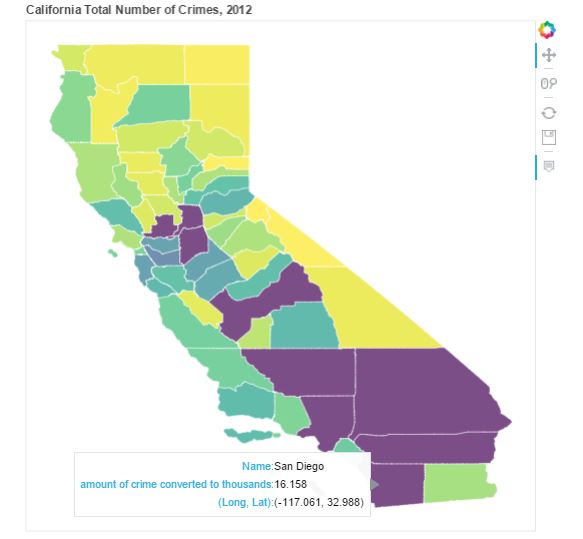 California Total Number of Crimes, 2012
Name: San Diego
amount of crime converted to thousands: 16.158
(Long, Lat): (-117.061, 32.988)